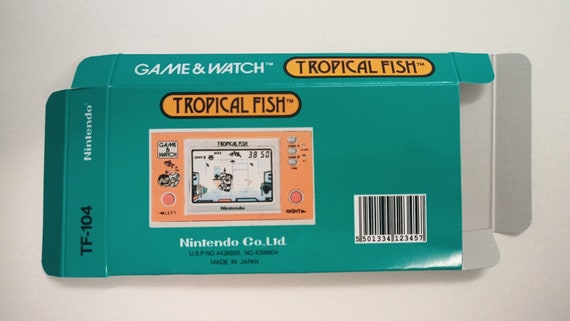 GAME & WATCH™ TROPICAL FISH™
TROPICAL FISH™
Nintendo
TF-104
GAME
&
WATCH
TROPICAL FISH
38 50
◄LEFT
RIGHT►
Nintendo
Nintendo Co.,Ltd.
MADE IN JAPAN
5 501334 123457